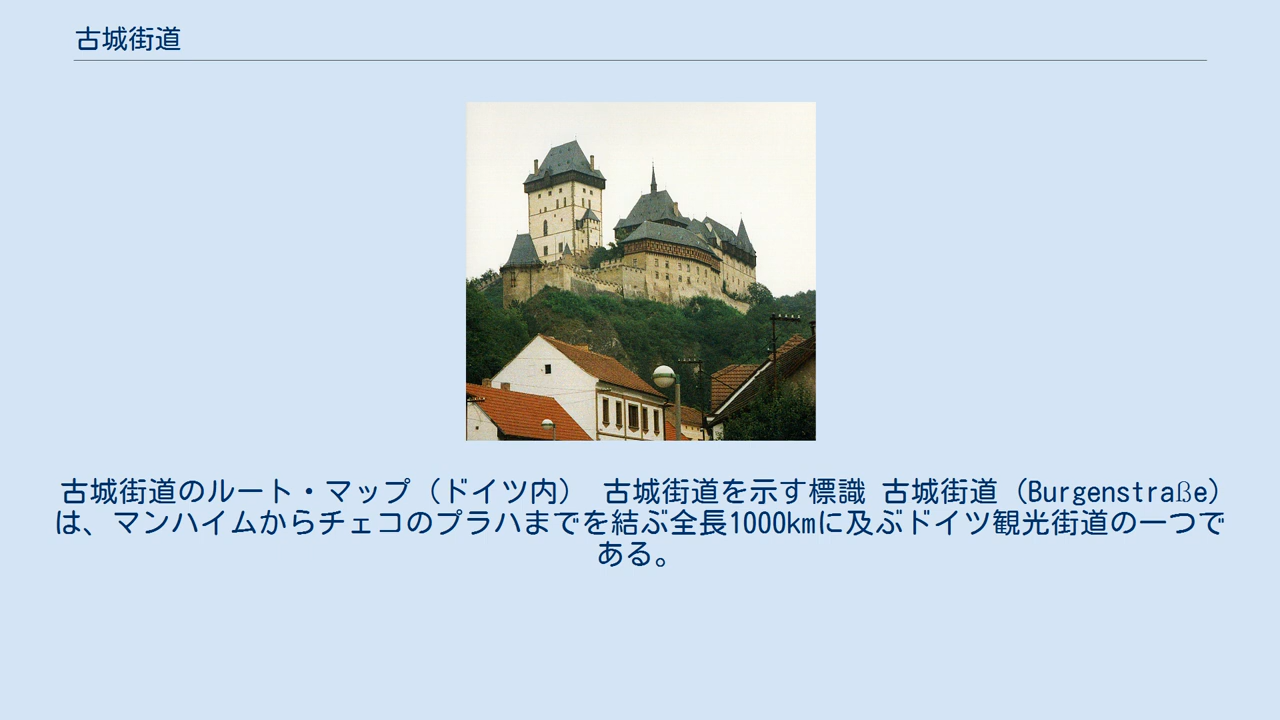 古城街道
古城街道のルート・マップ（ドイツ内） 古城街道を示す標識 古城街道（Burgenstraße）
は、マンハイムからチェコのプラハまでを結ぶ全長1000kmに及ぶドイツ観光街道の一つで
ある。